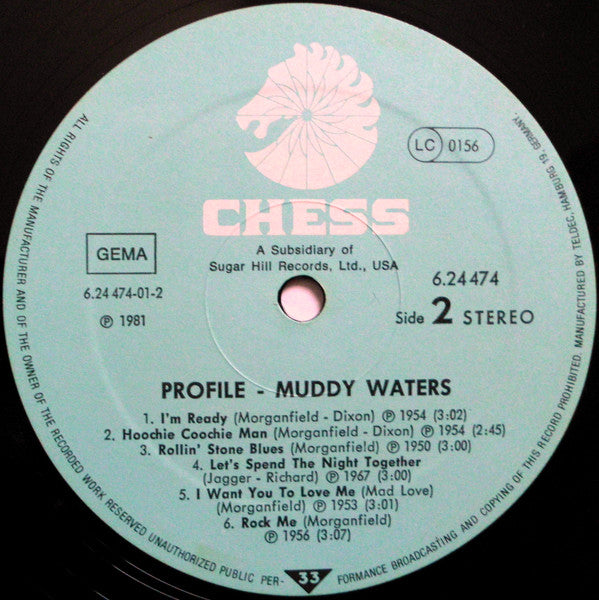 CHESS
A Subsidiary of
Sugar Hill Records, Ltd., USA
LC 0156
GEMA
6.24 474-01-2
℗ 1981
6.24 474
Side 2 STEREO
PROFILE - MUDDY WATERS
1. I'm Ready (Morganfield - Dixon) ℗ 1954 (3:02)
2. Hoochie Coochie Man (Morganfield - Dixon) ℗ 1954 (2:45)
3. Rollin' Stone Blues (Morganfield) ℗ 1950 (3:00)
4. Let's Spend The Night Together
(Jagger - Richard) ℗ 1967 (3:00)
5. I Want You To Love Me (Mad Love)
(Morganfield) ℗ 1953 (3:01)
6. Rock Me (Morganfield)
℗ 1956 (3:07)
ALL RIGHTS OF THE MANUFACTURER AND OF THE OWNER OF THE RECORDED WORK RESERVED UNAUTHORIZED PUBLIC PER- 33 FORMANCE BROADCASTING AND COPYING OF THIS RECORD PROHIBITED. MANUFACTURED BY TELDEC, HAMBURG 19, GERMANY.